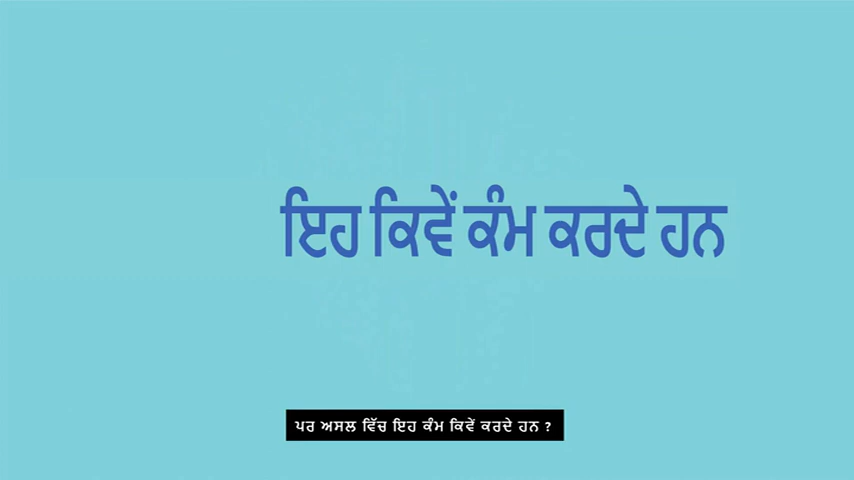 ਇਹ ਕਿਵੇਂ ਕੰਮ ਕਰਦੇ ਹਨ
ਪਰ ਅਸਲ ਵਿੱਚ ਇਹ ਕੰਮ ਕਿਵੇਂ ਕਰਦੇ ਹਨ ?